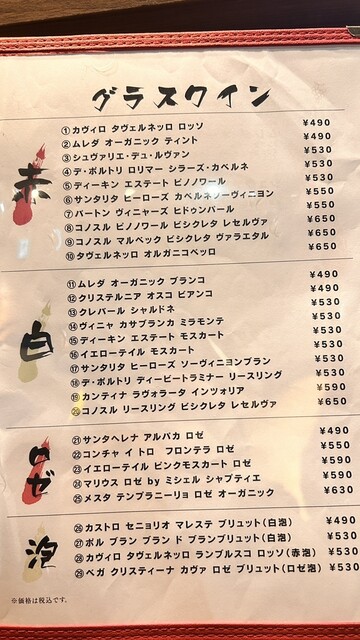 グラスワイン
赤
①カヴィロ タヴェルネッロ ロッソ ¥490
②ムレダ オーガニック ティント ¥490
③シュヴァリエ・デュ・ルヴァン ¥530
④デ・ボルトリ ロリマー シラーズ・カベルネ ¥530
⑤ディーキン エステート ピノノワール ¥530
⑥サンタリタ ヒーローズ カベルネソーヴィニヨン ¥550
⑦バートン ヴィニヤーズ ヒドゥンパール ¥550
⑧コノスル ピノノワール ビシクレタ レセルヴァ ¥650
⑨コノスル マルベック ビシクレタ ヴァラエタル ¥650
⑩タヴェルネッロ オルガニコペッロ ¥650
白
⑪ムレダ オーガニック ブランコ ¥490
⑫クリステルニア オスコ ビアンコ ¥490
⑬クレバール シャルドネ ¥530
⑭ヴィニャ カサブランカ ミラモンテ ¥530
⑮ディーキン エステート モスカート ¥530
⑯イエローテイル モスカート ¥530
⑰サンタリタ ヒーローズ ソーヴィニヨンブラン ¥530
⑱デ・ボルトリ ディービートラミナー リースリング ¥530
⑲カンティナ ラヴォラータ インツォリア ¥590
⑳コノスル リースリング ビシクレタ レセルヴァ ¥650
ロゼ
㉑サンタヘレナ アルパカ ロゼ ¥490
㉒コンチャ イ トロ フロンテラ ロゼ ¥550
㉓イエローテイル ピンクモスカート ロゼ ¥590
㉔マリウス ロゼ by ミシェル シャプティエ ¥590
㉕メスタ テンプラニーリョ ロゼ オーガニック ¥630
泡
㉖カストロ セニョリオ マレステ ブリュット(白泡) ¥490
㉗ポル ブラン ブラン ド ブランブリュット(白泡) ¥530
㉘カヴィロ タヴェルネッロ ランブルスコ ロッソ(赤泡) ¥530
㉙ベガ クリスティーナ カヴァ ロゼ ブリュット(ロゼ泡) ¥530
※価格は税込です。